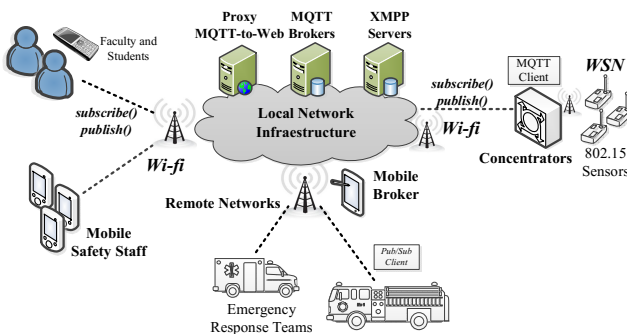 Proxy
MQTT-to-Web
MQTT
Brokers
XMPP
Servers
Faculty and
Students
subscribe()
publish()
Wi-fi
Local Network
Infraestructure
subscribe()
publish()
Wi-fi
MQTT
Client
WSN
Concentrators
802.15
Sensors
Mobile
Safety Staff
Remote Networks
Mobile
Broker
Pub/Sub
Client
Emergency
Response Teams